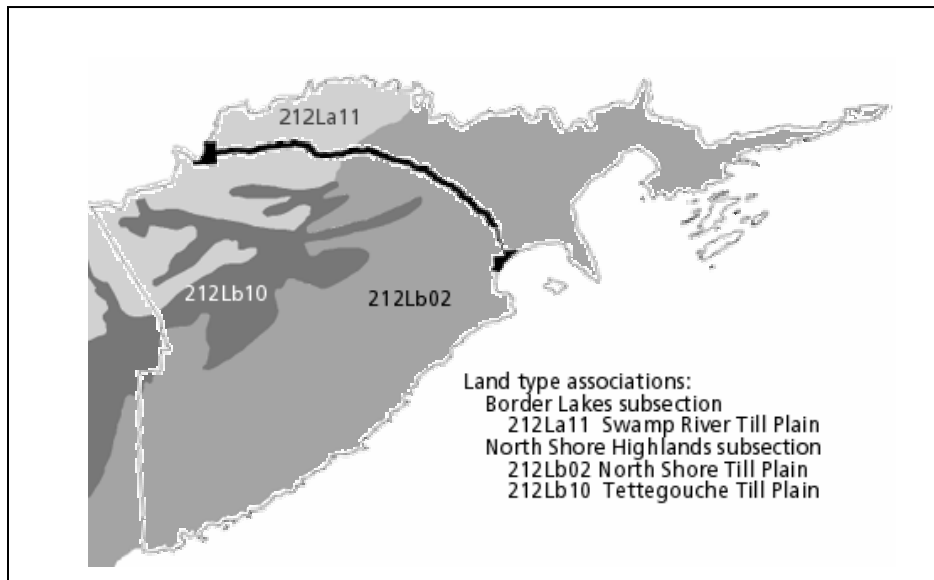 212La11
212Lb10
212Lb02
Land type associations:
Border Lakes subsection
212La11 Swamp River Till Plain
North Shore Highlands subsection
212Lb02 North Shore Till Plain
212Lb10 Tettegouche Till Plain